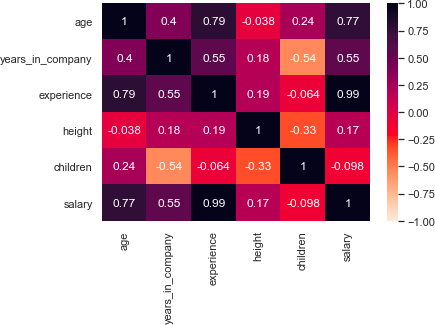 age 1 0.4 0.79 -0.038 0.24 0.77
years_in_company 0.4 1 0.55 0.18 -0.54 0.55
experience 0.79 0.55 1 0.19 -0.064 0.99
height -0.038 0.18 0.19 1 -0.33 0.17
children 0.24 -0.54 -0.064 -0.33 1 -0.098
salary 0.77 0.55 0.99 0.17 -0.098 1
age
years_in_company
experience
height
children
salary
1.00
0.75
0.50
0.25
0.00
−0.25
−0.50
−0.75
−1.00